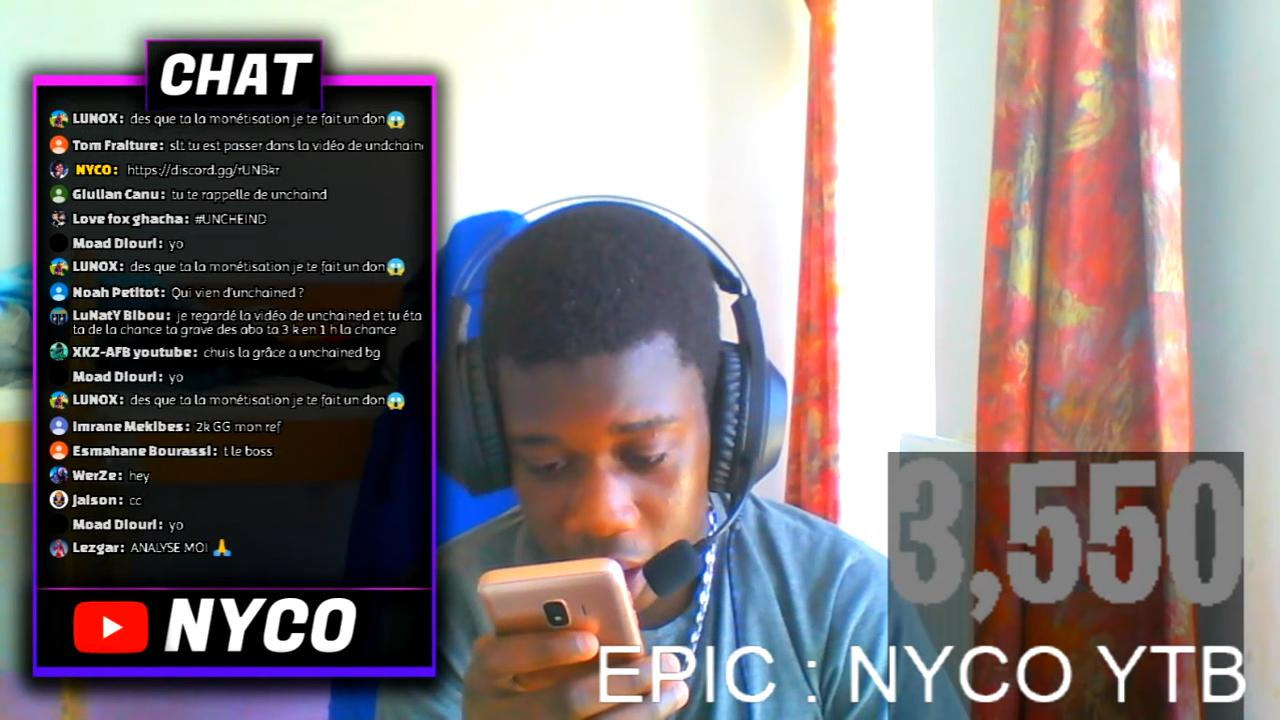 CHAT
LUNOX: des que ta la monétisation je te fait un don😱
Tom Fraiture: slt tu est passer dans la vidéo de undchain
NYCO: https://discord.gg/rUNBkr
Giulian Canu: tu te rappelle de unchaind
Love fox ghacha: #UNCHEIND
Moad Diouri: yo
LUNOX: des que ta la monétisation je te fait un don😱
Noah Petitot: Qui vien d'unchained ?
LuNatY Bibou: je regardé la vidéo de unchained et tu éta
ta de la chance ta grave des abo ta 3 k en 1 h la chance
XKZ-AFB youtube: chuis la grâce a unchained bg
Moad Diouri: yo
LUNOX: des que ta la monétisation je te fait un don😱
Imrane Mekibes: 2k GG mon ref
Esmahane Bourassi: t le boss
WerZe: hey
jaison: cc
Moad Diouri: yo
Lezgar: ANALYSE MOI 🙏
NYCO
3,550
EPIC : NYCO YTB